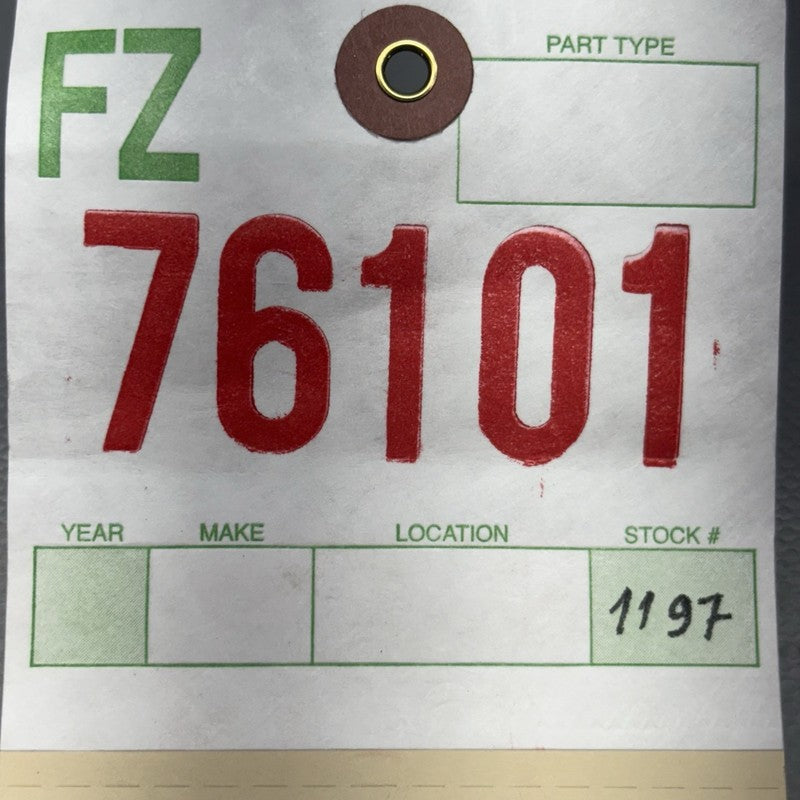 FZ
PART TYPE
76101
YEAR MAKE LOCATION STOCK #
1197